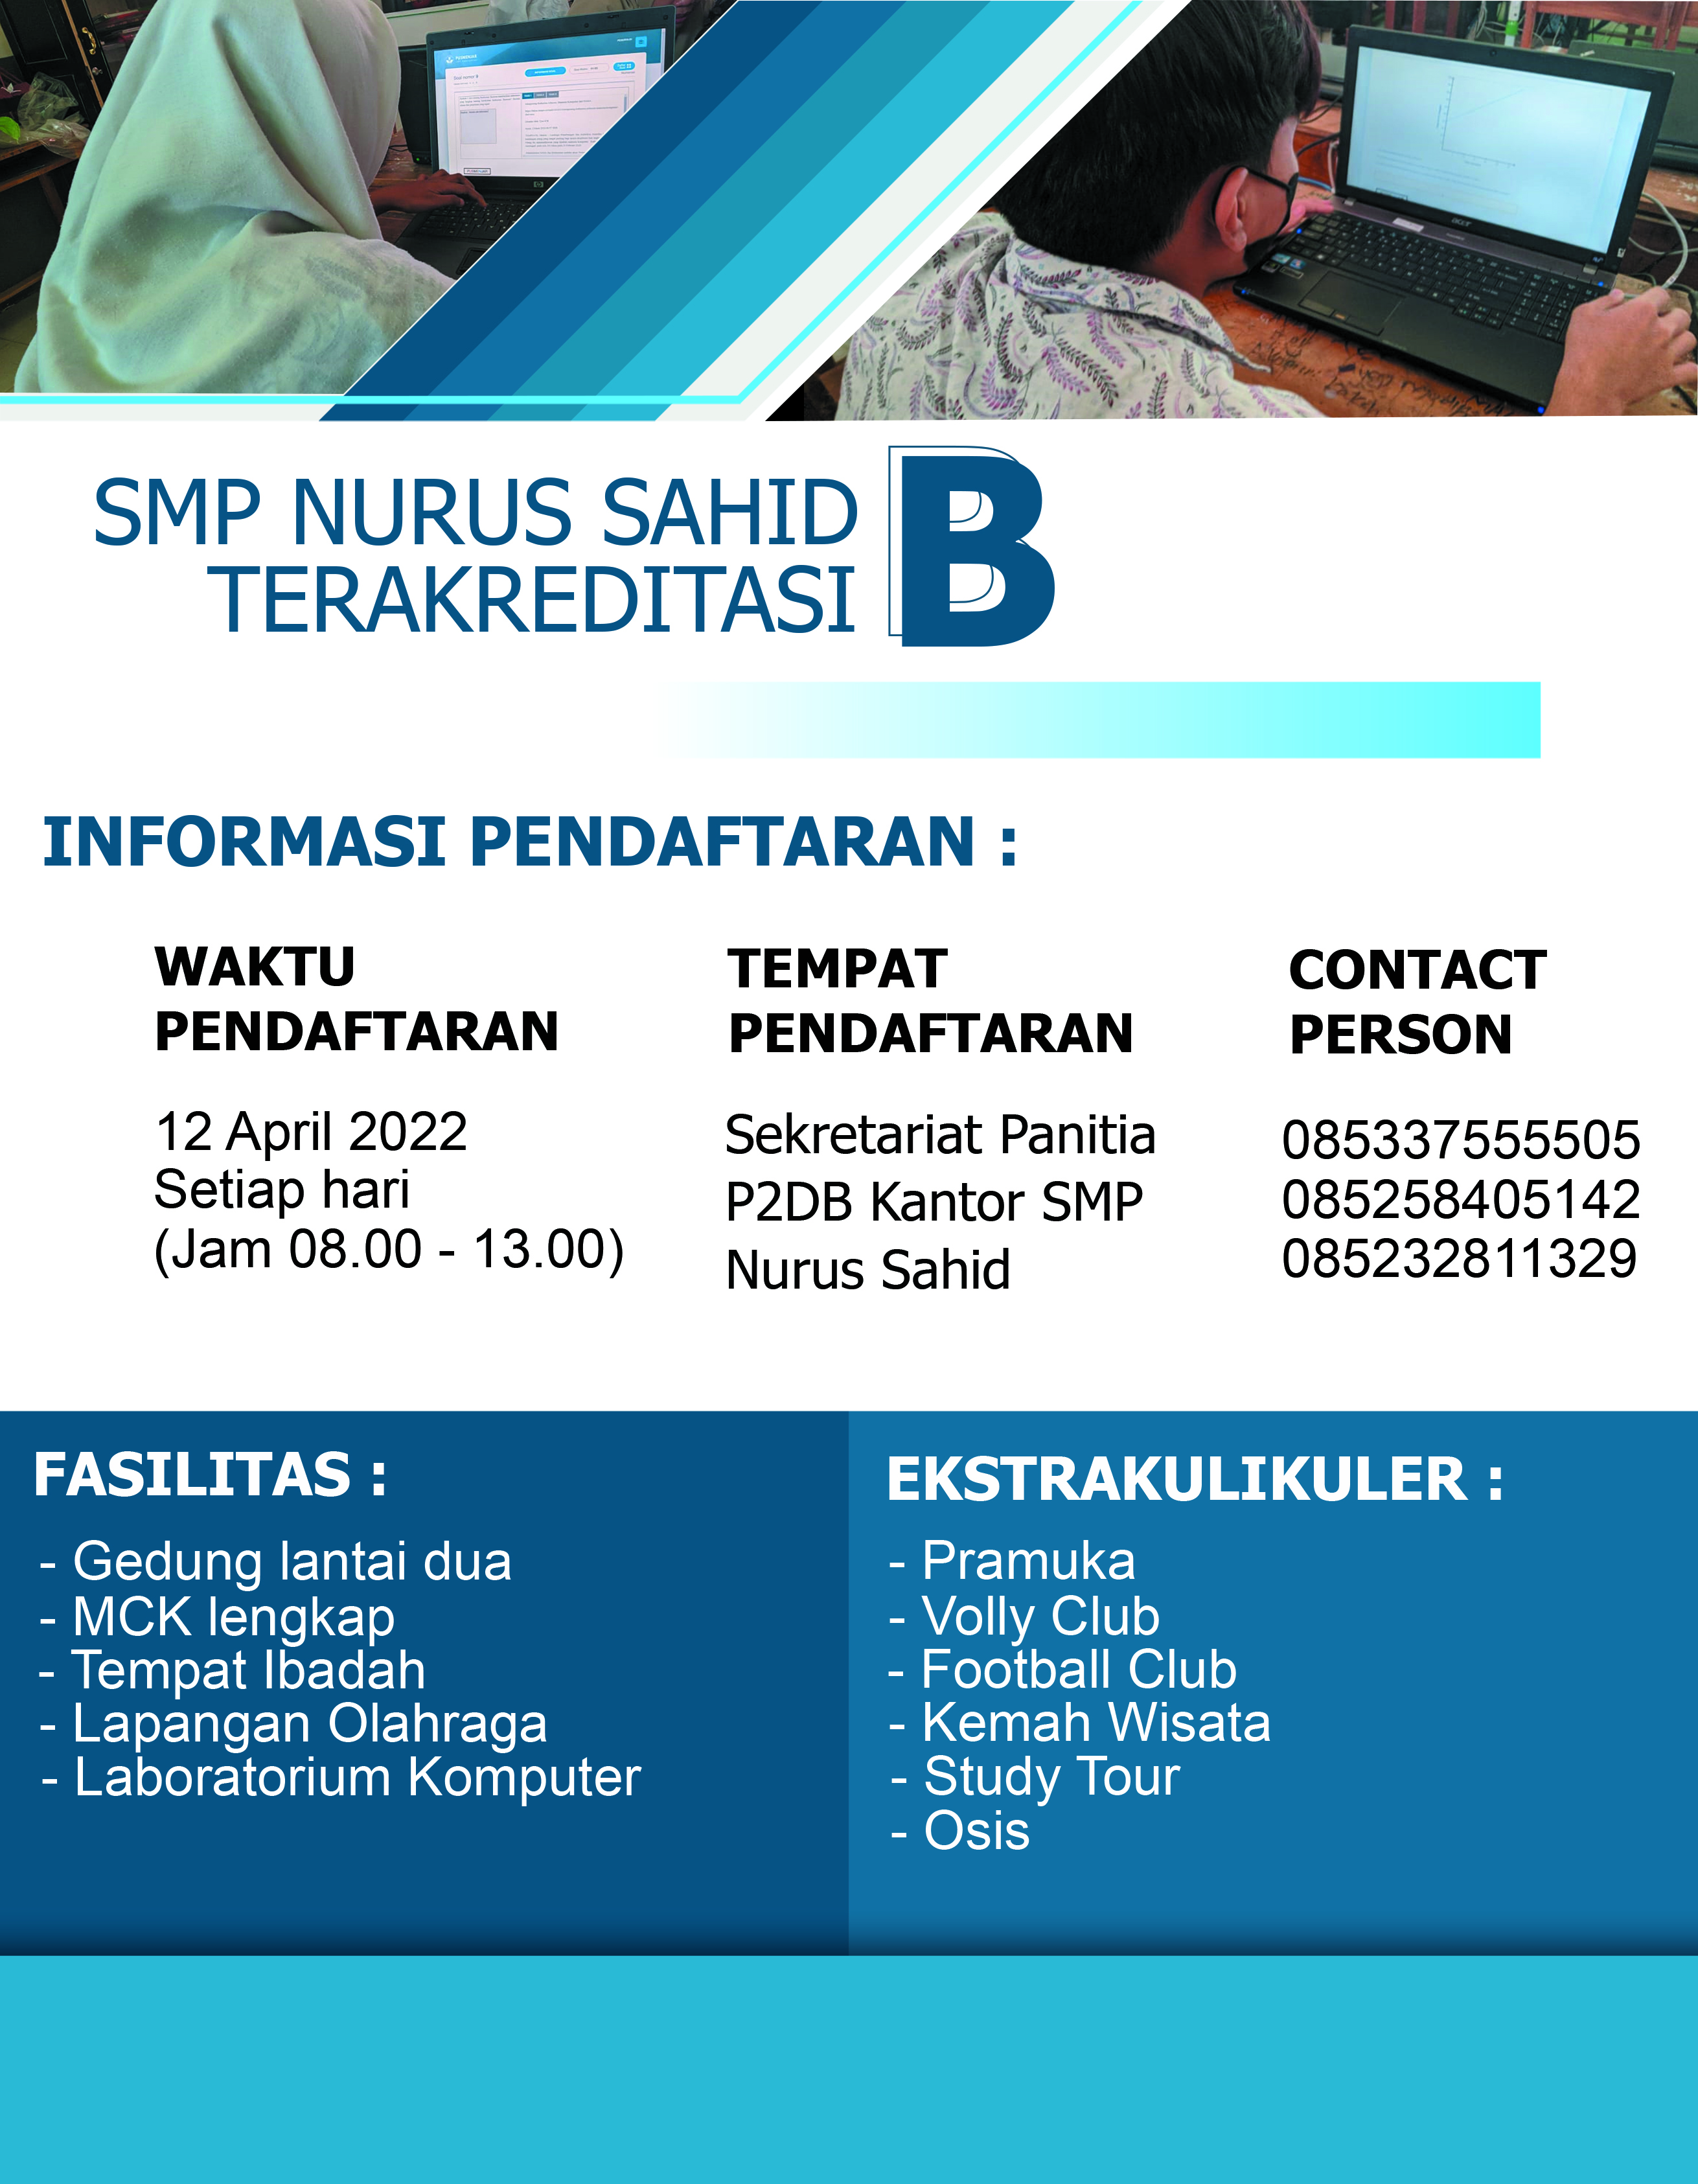 SMP NURUS SAHID
TERAKREDITASI B
INFORMASI PENDAFTARAN :
WAKTU
PENDAFTARAN
12 April 2022
Setiap hari
(Jam 08.00 - 13.00)
TEMPAT
PENDAFTARAN
Sekretariat Panitia
P2DB Kantor SMP
Nurus Sahid
CONTACT
PERSON
085337555505
085258405142
085232811329
FASILITAS :
- Gedung lantai dua
- MCK lengkap
- Tempat Ibadah
- Lapangan Olahraga
- Laboratorium Komputer
EKSTRAKULIKULER :
- Pramuka
- Volly Club
- Football Club
- Kemah Wisata
- Study Tour
- Osis